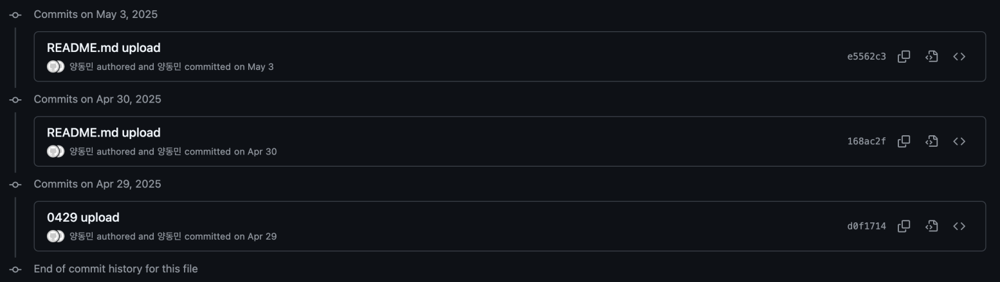 Commits on May 3, 2025
README.md upload
양동민 authored and 양동민 committed on May 3
e5562c3
Commits on Apr 30, 2025
README.md upload
양동민 authored and 양동민 committed on Apr 30
168ac2f
Commits on Apr 29, 2025
0429 upload
양동민 authored and 양동민 committed on Apr 29
d0f1714
End of commit history for this file